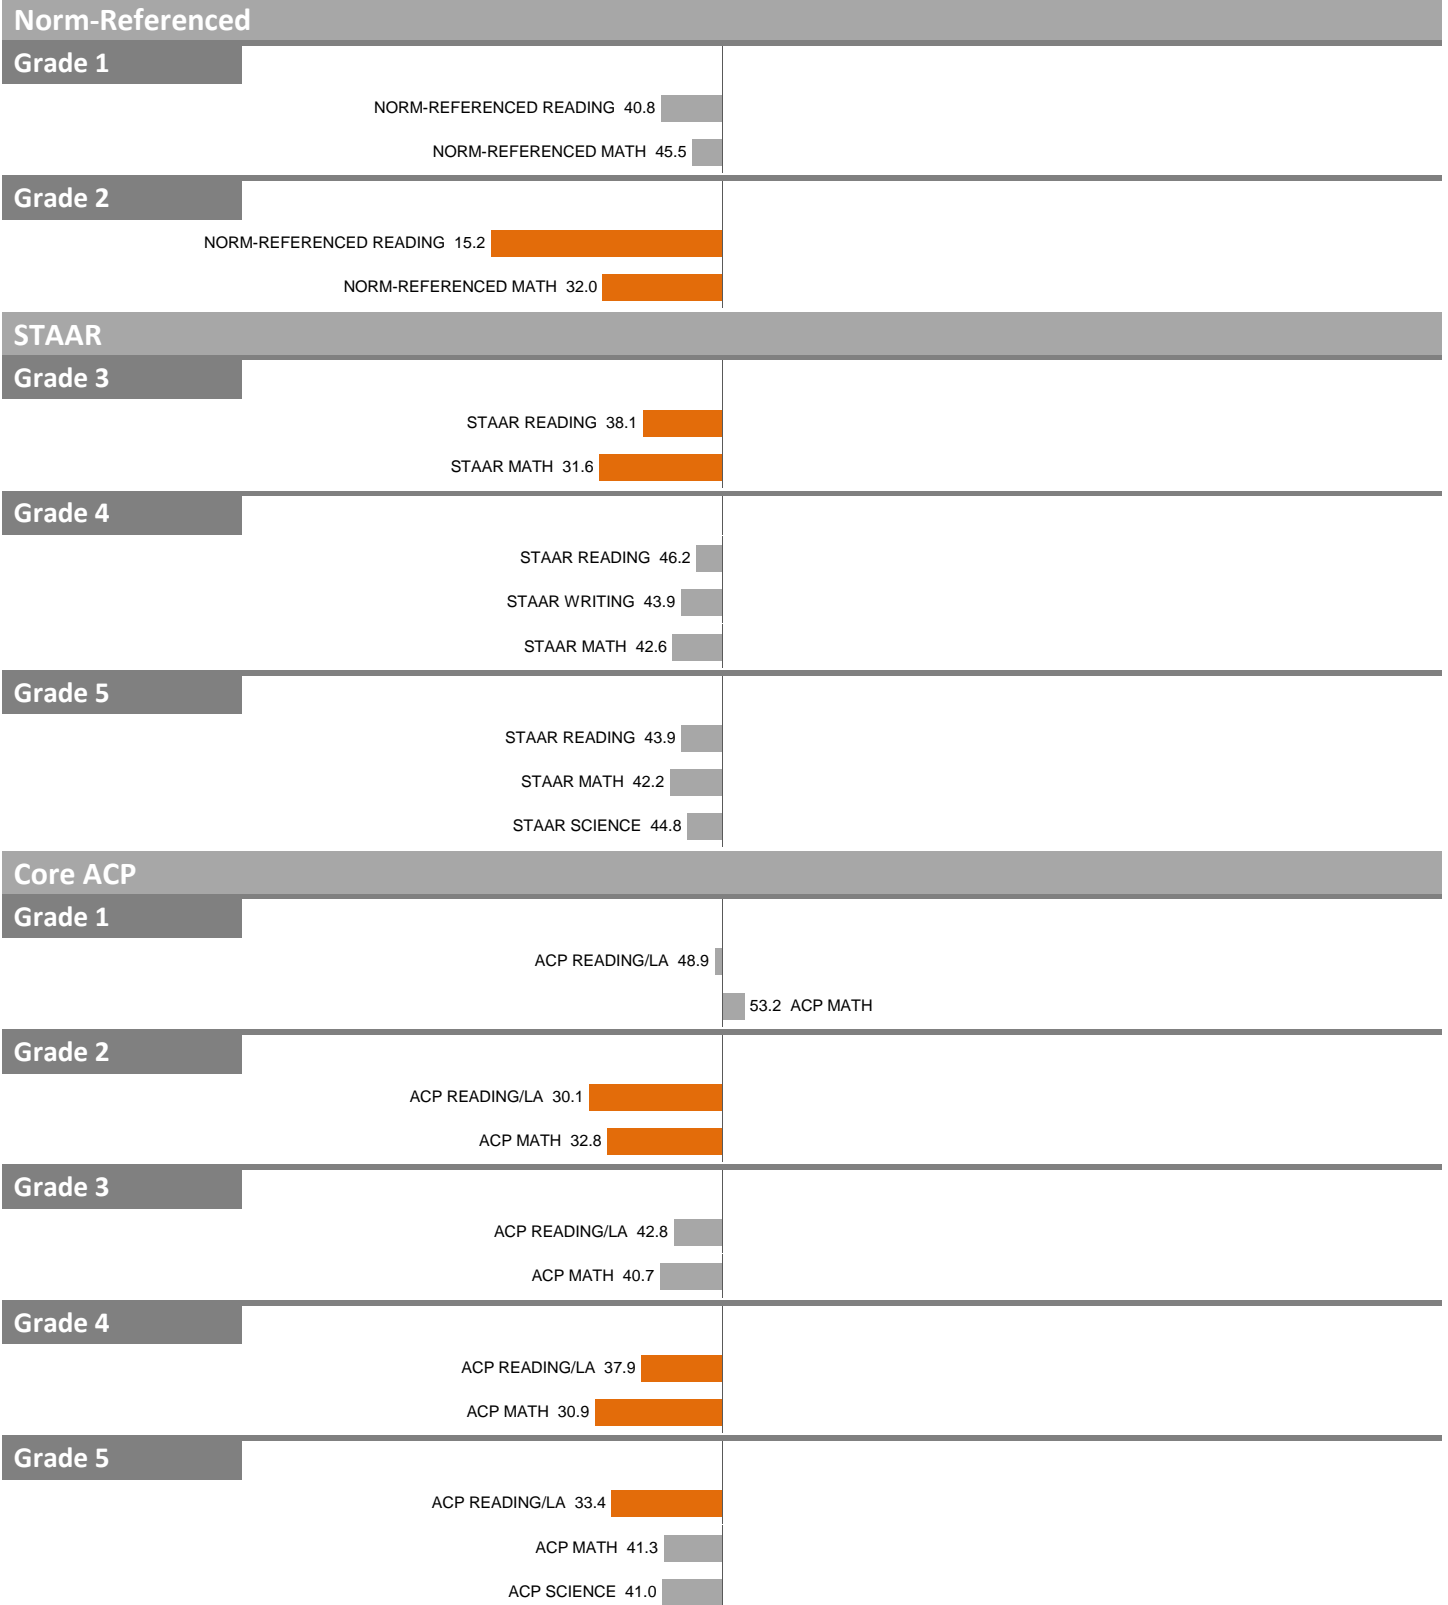 Norm-Referenced
Grade 1
NORM-REFERENCED READING 40.8
NORM-REFERENCED MATH 45.5
Grade 2
NORM-REFERENCED READING 15.2
NORM-REFERENCED MATH 32.0
STAAR
Grade 3
STAAR READING 38.1
STAAR MATH 31.6
Grade 4
STAAR READING 46.2
STAAR WRITING 43.9
STAAR MATH 42.6
Grade 5
STAAR READING 43.9
STAAR MATH 42.2
STAAR SCIENCE 44.8
Core ACP
Grade 1
ACP READING/LA 48.9
53.2 ACP MATH
Grade 2
ACP READING/LA 30.1
ACP MATH 32.8
Grade 3
ACP READING/LA 42.8
ACP MATH 40.7
Grade 4
ACP READING/LA 37.9
ACP MATH 30.9
Grade 5
ACP READING/LA 33.4
ACP MATH 41.3
ACP SCIENCE 41.0